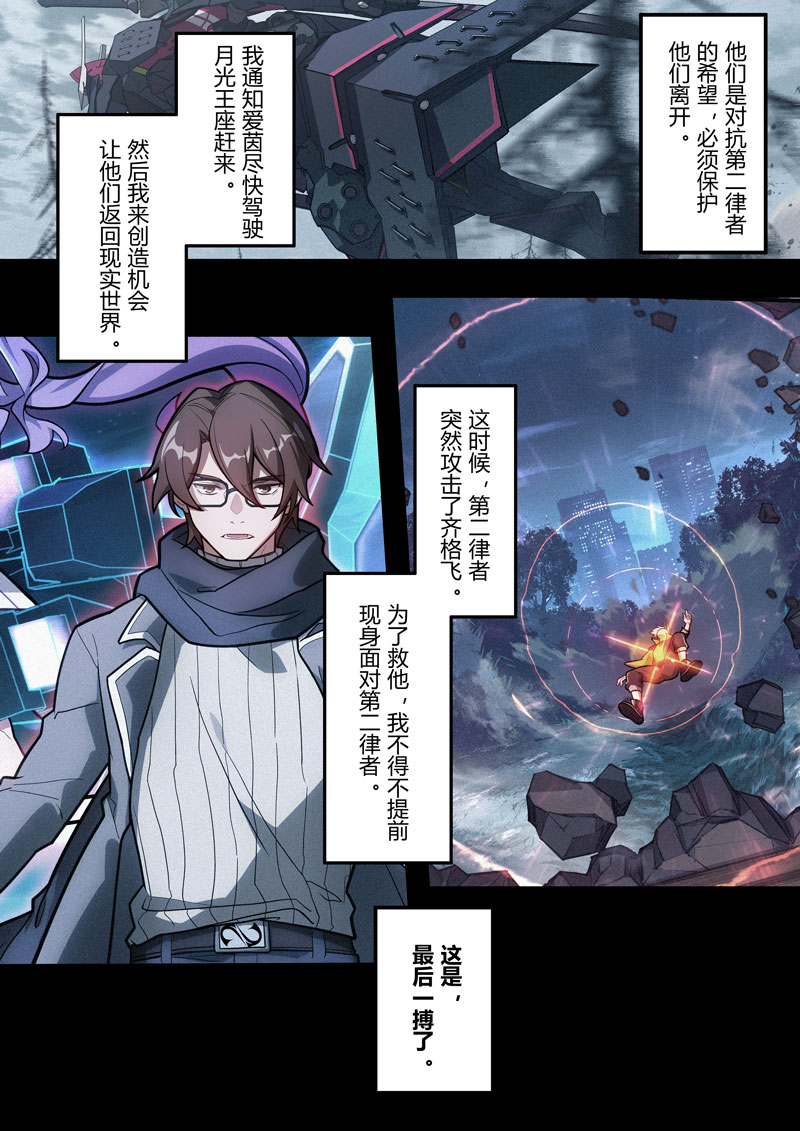 他们是对抗第二律者
的希望，必须保护
他们离开。
我通知爱茵尽快驾驶
月光王座赶来。
然后我来创造机会
让他们返回现实世界。
这时候，第二律者
突然攻击了齐格飞。
为了救他，我不得不提前
现身面对第二律者。
这是，
最后一搏了。